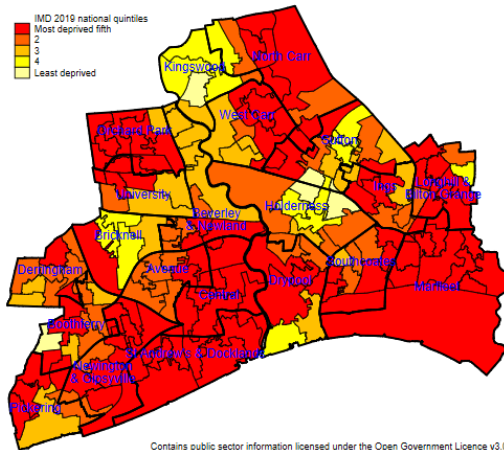 IMD 2019 national quintiles
Most deprived fifth
2
3
4
Least deprived
North Carr
Kingswood
West Carr
Orchard Park
Sutton
Ings
Longhill &
Bilton Grange
University
Holderness
Beverley
& Newland
Bricknell
Derringham
Avenue
Southcoates
Drypool
Central
Marfleet
Boothferry
St Andrew's & Docklands
Newington
& Gipsyville
Pickering
Contains public sector information licensed under the Open Government Licence v3.0